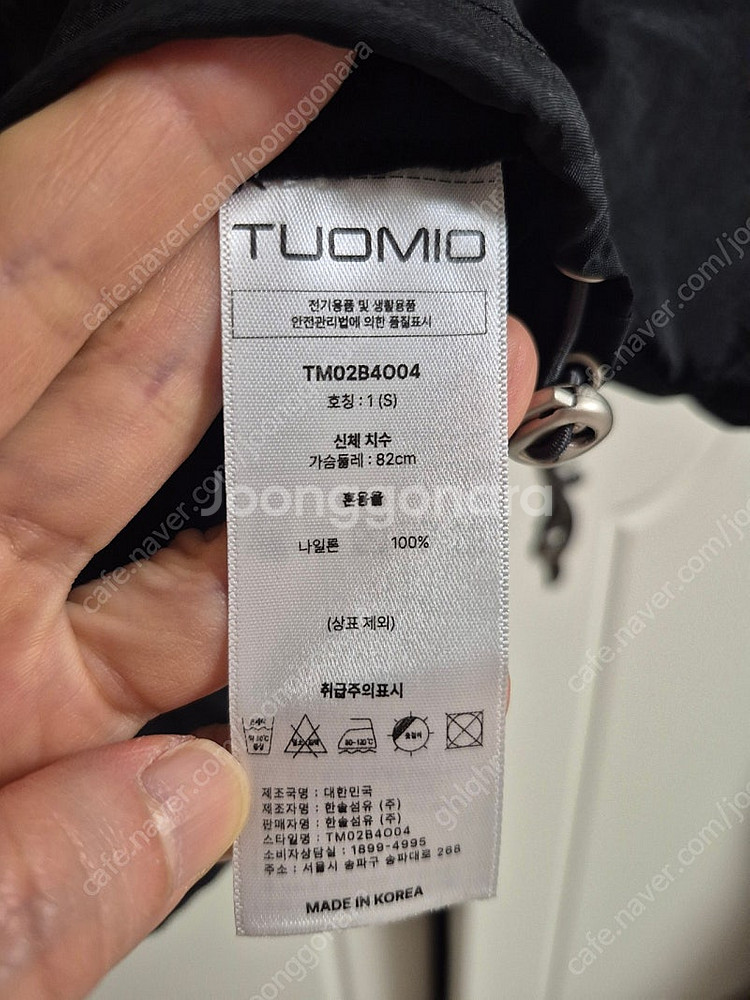 TUOMIO
전기용품 및 생활용품
안전관리법에 의한 품질표시
TM02B4004
호칭 : 1 (S)
신체 치수
가슴둘레 : 82cm
혼용율
나일론 100%
(상표 제외)
취급주의표시
80-120℃
제조국명 : 대한민국
제조자명 : 한솔섬유 (주)
판매자명 : 한솔섬유 (주)
스타일명 : TM02B4004
소비자상담실 : 1899-4995
주소 : 서울시 송파구 송파대로 268
MADE IN KOREA
Joonggonara
cafe.naver.com/joonggonara